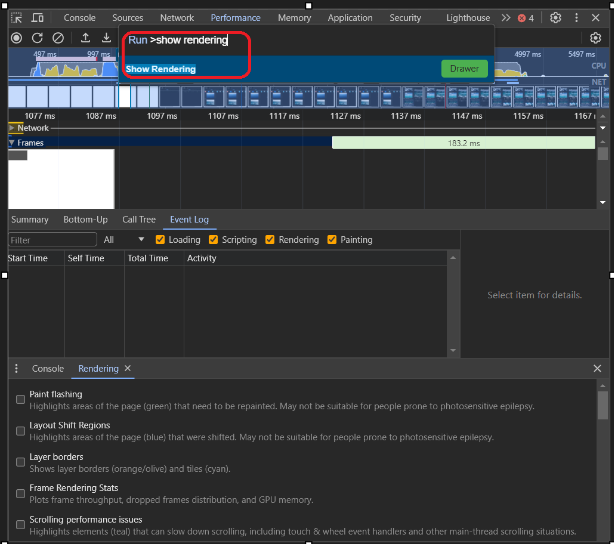 Console Sources Network Performance Memory Application Security Lighthouse 4
Run >show rendering
Show Rendering Drawer
497 ms 997 ms 4997 ms 5497 ms
CPU
NET
1077 ms 1087 ms 1097 ms 1107 ms 1117 ms 1127 ms 1137 ms 1147 ms 1157 ms 1167
Network
Frames 183.2 ms
Summary Bottom-Up Call Tree Event Log
Filter All Loading Scripting Rendering Painting
Start Time Self Time Total Time Activity
Select item for details.
Console Rendering
Paint flashing
Highlights areas of the page (green) that need to be repainted. May not be suitable for people prone to photosensitive epilepsy.
Layout Shift Regions
Highlights areas of the page (blue) that were shifted. May not be suitable for people prone to photosensitive epilepsy.
Layer borders
Shows layer borders (orange/olive) and tiles (cyan).
Frame Rendering Stats
Plots frame throughput, dropped frames distribution, and GPU memory.
Scrolling performance issues
Highlights elements (teal) that can slow down scrolling, including touch & wheel event handlers and other main-thread scrolling situations.